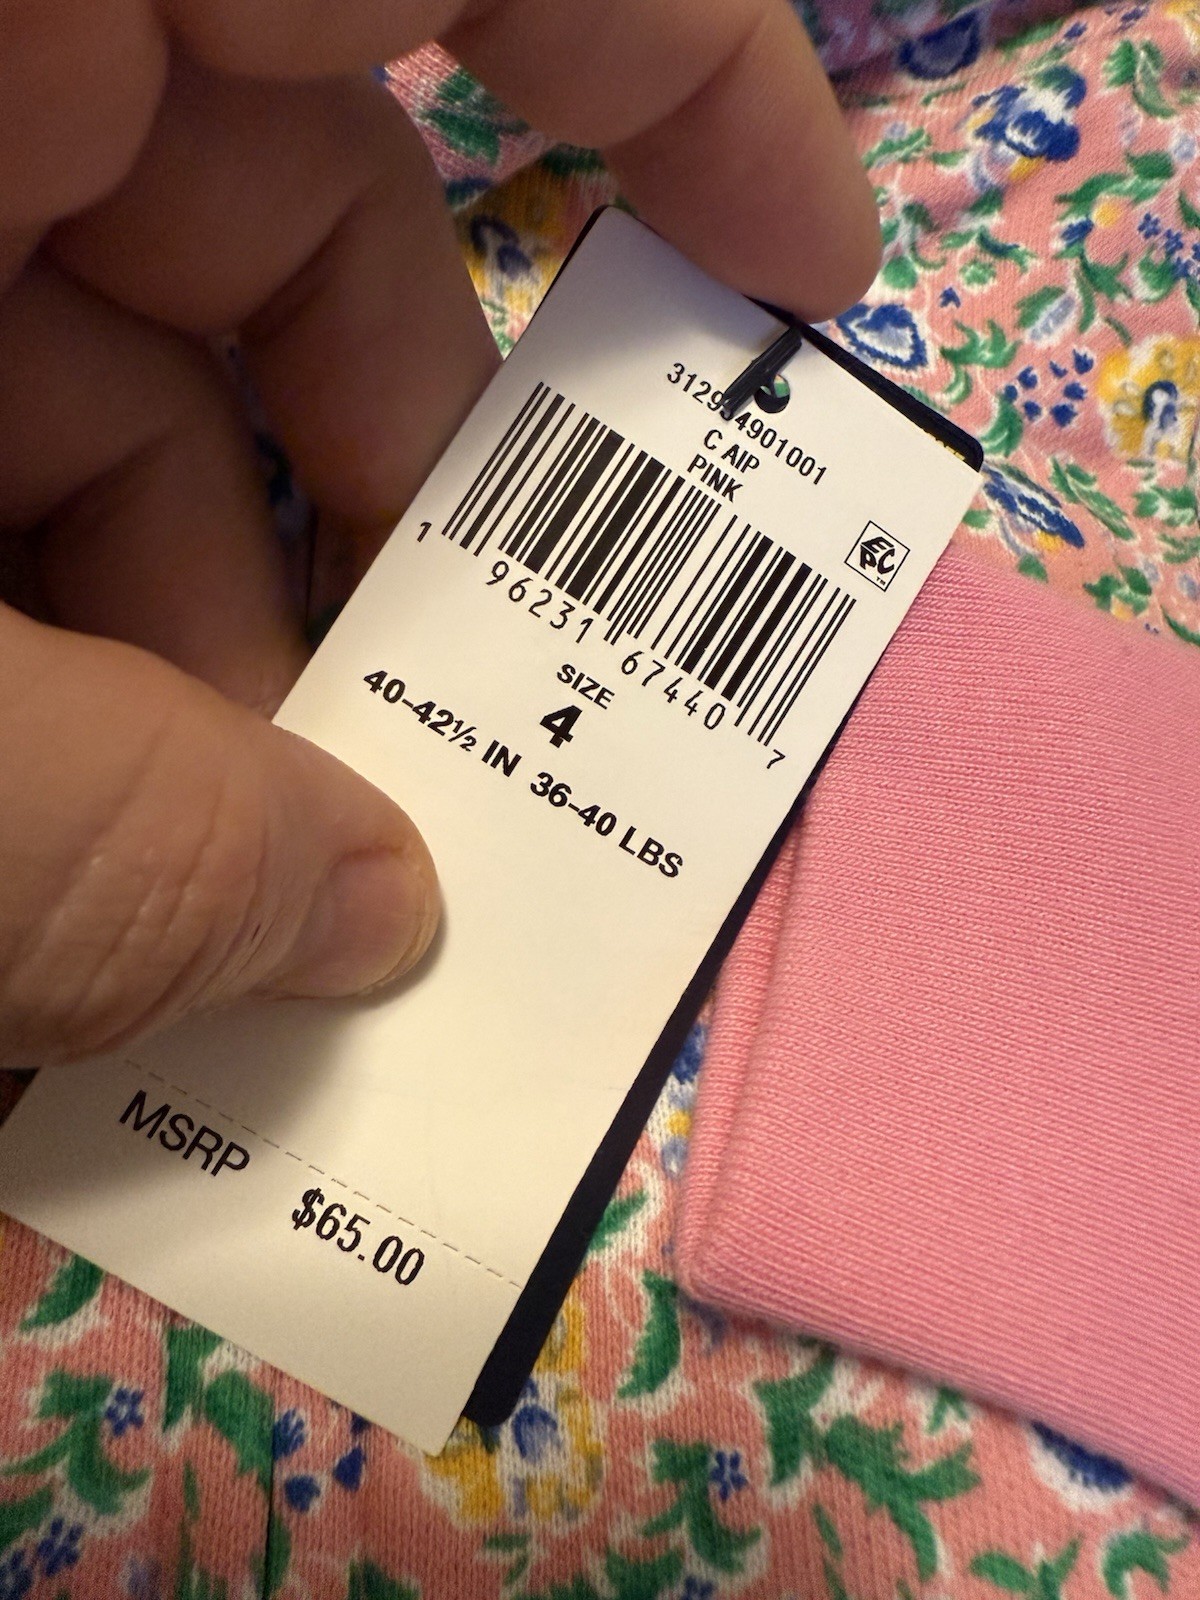 C AIP
PINK
1 96231 67440 7
SIZE
4
40-42½ IN 36-40 LBS
MSRP
$65.00